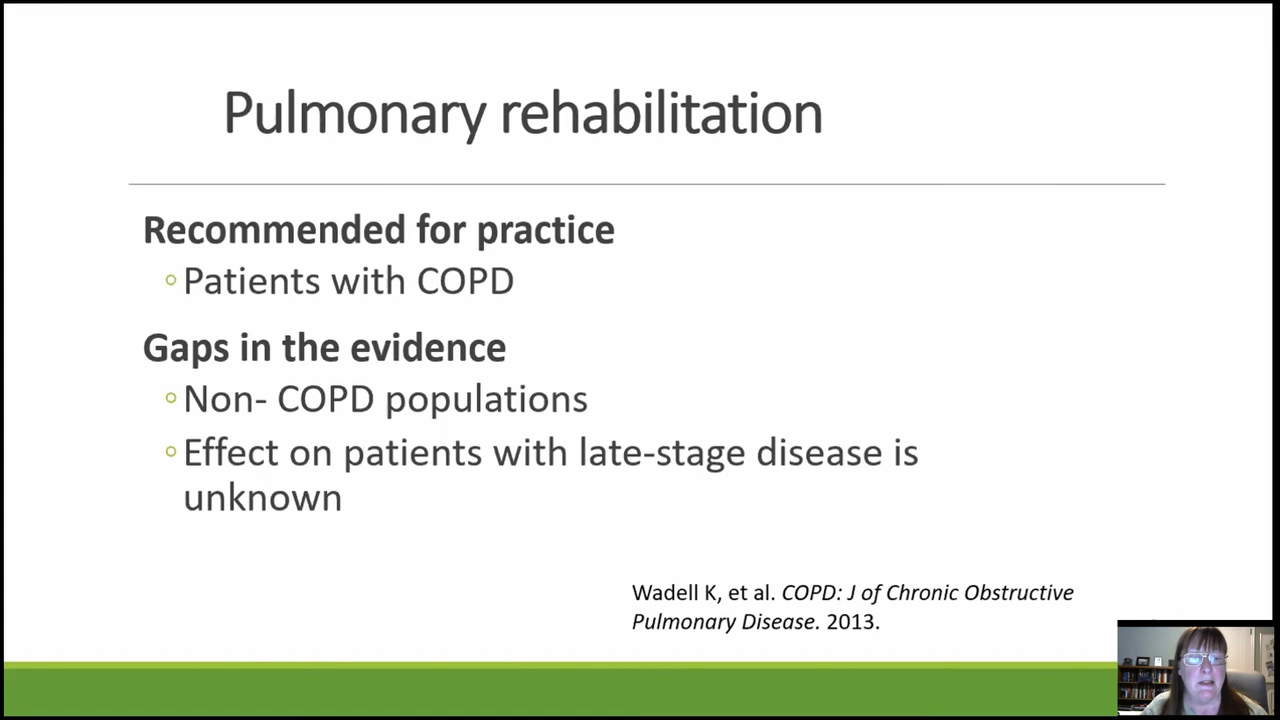 Pulmonary rehabilitation
Recommended for practice
◦Patients with COPD
Gaps in the evidence
◦Non- COPD populations
◦Effect on patients with late-stage disease is
unknown
Wadell K, et al. COPD: J of Chronic Obstructive
Pulmonary Disease. 2013.